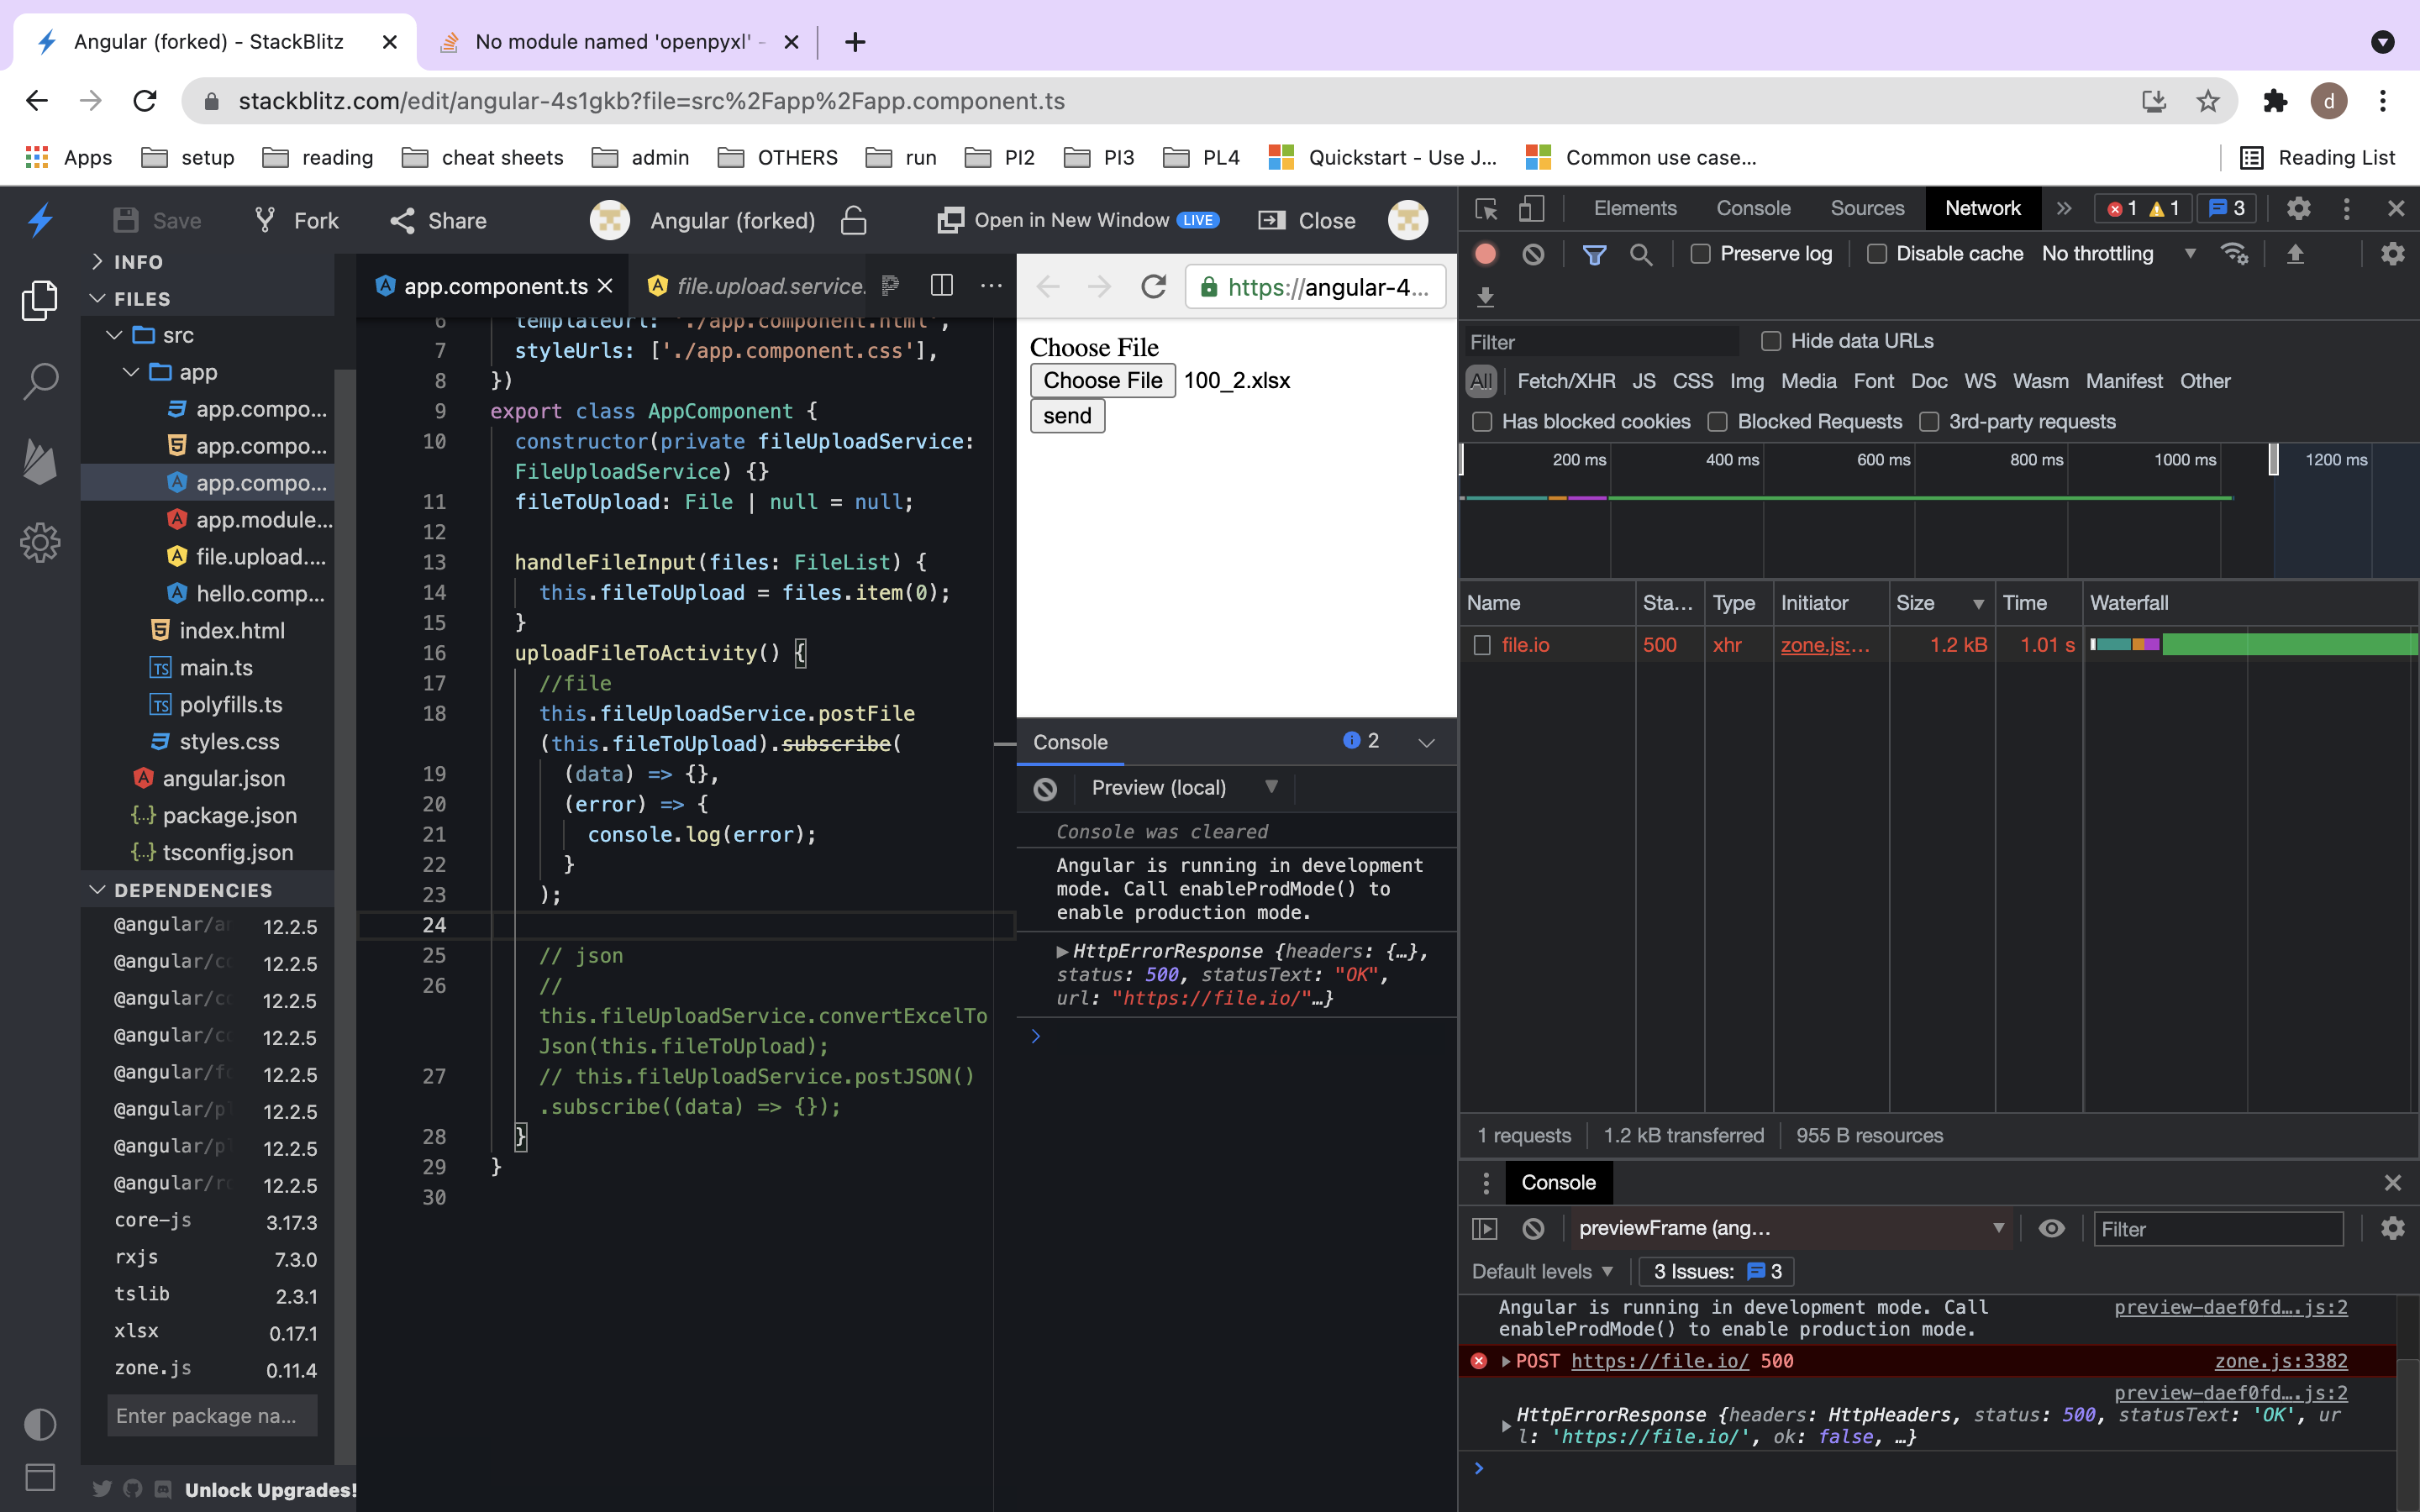 Angular (forked) - StackBlitz
No module named 'openpyxl' -
stackblitz.com/edit/angular-4s1gkb?file=src%2Fapp%2Fapp.component.ts
d
Apps setup reading cheat sheets admin OTHERS run PI2 PI3 PL4 Quickstart - Use J... Common use case... Reading List
Save Fork Share Angular (forked) Open in New Window LIVE Close
INFO
FILES
src
app
app.compo...
app.compo...
app.compo...
app.module...
file.upload....
hello.comp...
index.html
main.ts
polyfills.ts
styles.css
angular.json
package.json
tsconfig.json
DEPENDENCIES
@angular/ 12.2.5
@angular/ 12.2.5
@angular/ 12.2.5
@angular/ 12.2.5
@angular/ 12.2.5
@angular/ 12.2.5
@angular/ 12.2.5
@angular/ 12.2.5
core-js 3.17.3
rxjs 7.3.0
tslib 2.3.1
xlsx 0.17.1
zone.js 0.11.4
Enter package na...
Unlock Upgrades!
app.component.ts file.upload.service.
6 templateUrl: './app.component.html',
7 styleUrls: ['./app.component.css'],
8 })
9 export class AppComponent {
10 constructor(private fileUploadService:
FileUploadService) {}
11 fileToUpload: File | null = null;
12
13 handleFileInput(files: FileList) {
14 this.fileToUpload = files.item(0);
15 }
16 uploadFileToActivity() {
17 //file
18 this.fileUploadService.postFile
(this.fileToUpload).subscribe(
19 (data) => {},
20 (error) => {
21 console.log(error);
22 }
23 );
24
25 // json
26 //
this.fileUploadService.convertExcelTo
Json(this.fileToUpload);
27 // this.fileUploadService.postJSON()
.subscribe((data) => {});
28 }
29 }
30
https://angular-4...
Choose File
Choose File 100_2.xlsx
send
Console 2
Preview (local)
Console was cleared
Angular is running in development
mode. Call enableProdMode() to
enable production mode.
HttpErrorResponse {headers: {…},
status: 500, statusText: "OK",
url: "https://file.io/"…}
Elements Console Sources Network 1 1 3
Preserve log Disable cache No throttling
Filter Hide data URLs
All Fetch/XHR JS CSS Img Media Font Doc WS Wasm Manifest Other
Has blocked cookies Blocked Requests 3rd-party requests
200 ms 400 ms 600 ms 800 ms 1000 ms 1200 ms
Name Sta... Type Initiator Size Time Waterfall
file.io 500 xhr zone.js:... 1.2 kB 1.01 s
1 requests 1.2 kB transferred 955 B resources
Console
previewFrame (ang... Filter
Default levels 3 Issues: 3
Angular is running in development mode. Call preview-daef0fd….js:2
enableProdMode() to enable production mode.
POST https://file.io/ 500 zone.js:3382
preview-daef0fd….js:2
HttpErrorResponse {headers: HttpHeaders, status: 500, statusText: 'OK', ur
l: 'https://file.io/', ok: false, …}